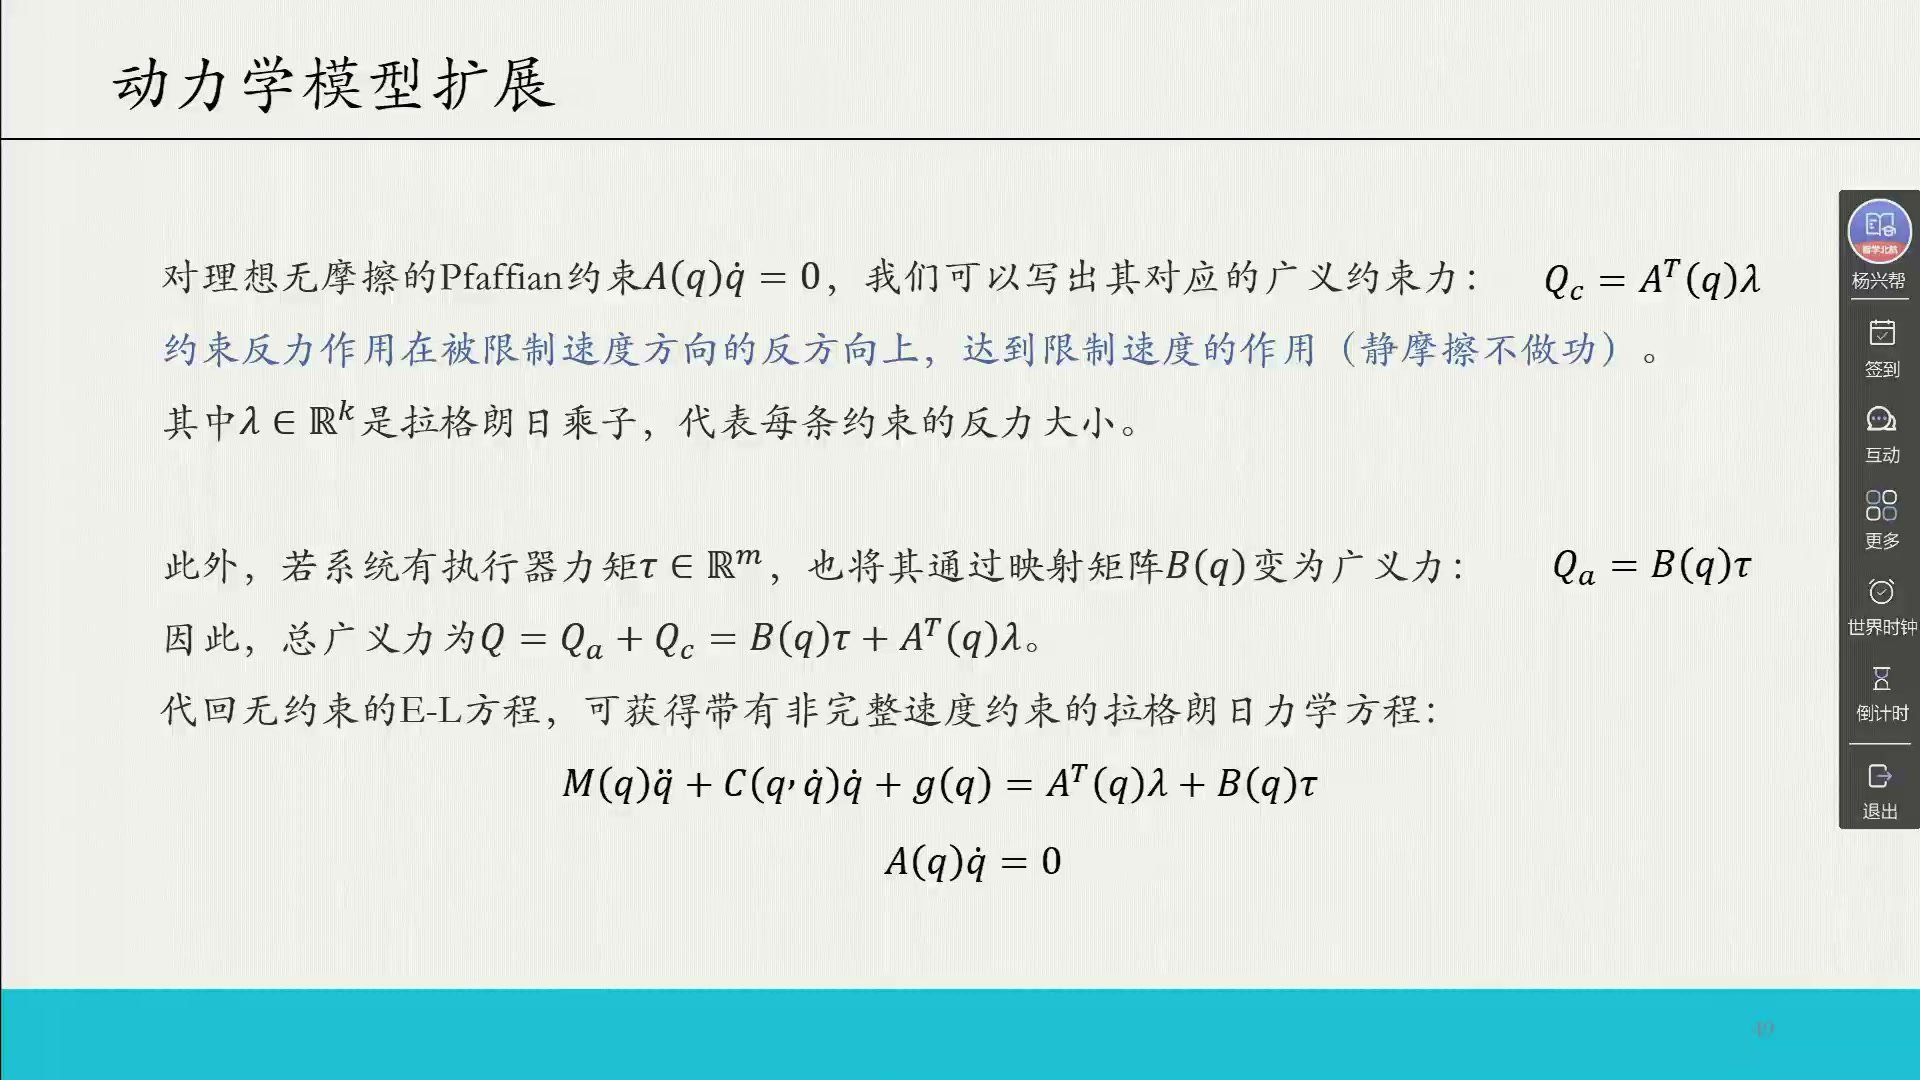 动力学模型扩展
对理想无摩擦的Pfaffian约束A(q)q̇ = 0，我们可以写出其对应的广义约束力： Q_c = A^T(q)λ
约束反力作用在被限制速度方向的反方向上，达到限制速度的作用（静摩擦不做功）。
其中λ ∈ ℝ^k是拉格朗日乘子，代表每条约束的反力大小。
此外，若系统有执行器力矩τ ∈ ℝ^m，也将其通过映射矩阵B(q)变为广义力： Q_a = B(q)τ
因此，总广义力为Q = Q_a + Q_c = B(q)τ + A^T(q)λ。
代回无约束的E-L方程，可获得带有非完整速度约束的拉格朗日力学方程：
M(q)q̈ + C(q,q̇)q̇ + g(q) = A^T(q)λ + B(q)τ
A(q)q̇ = 0
49
智学北航
杨兴帮
签到
互动
更多
世界时钟
倒计时
退出